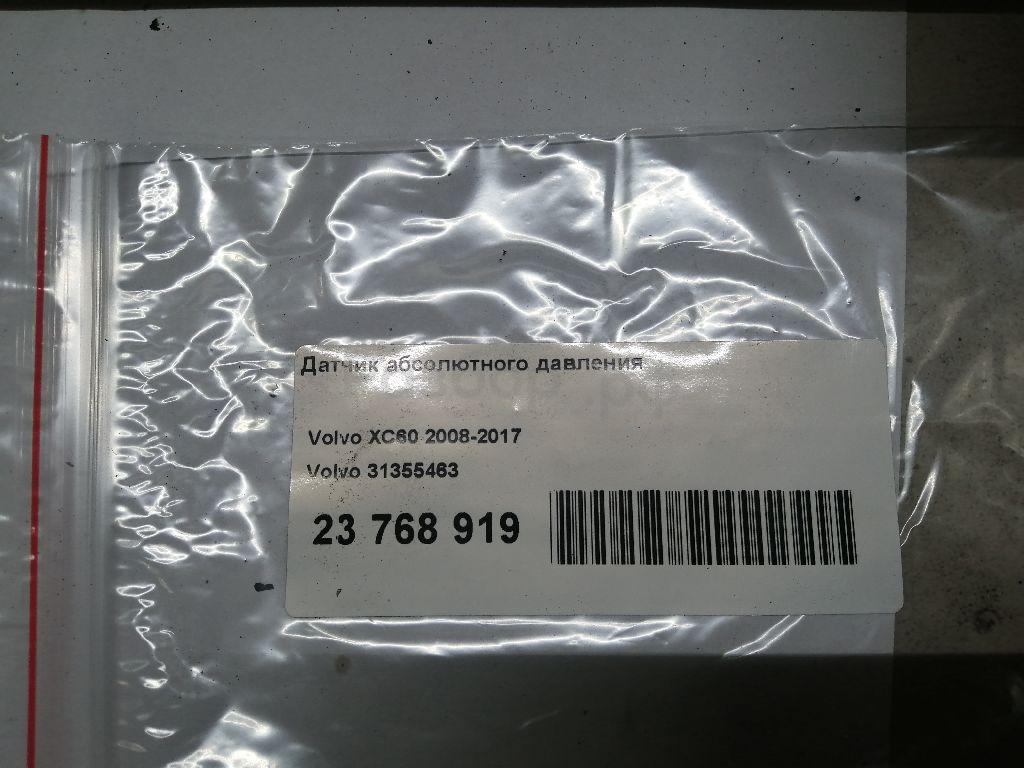 Датчик абсолютного давления
Volvo XC60 2008-2017
Volvo 31355463
23 768 919